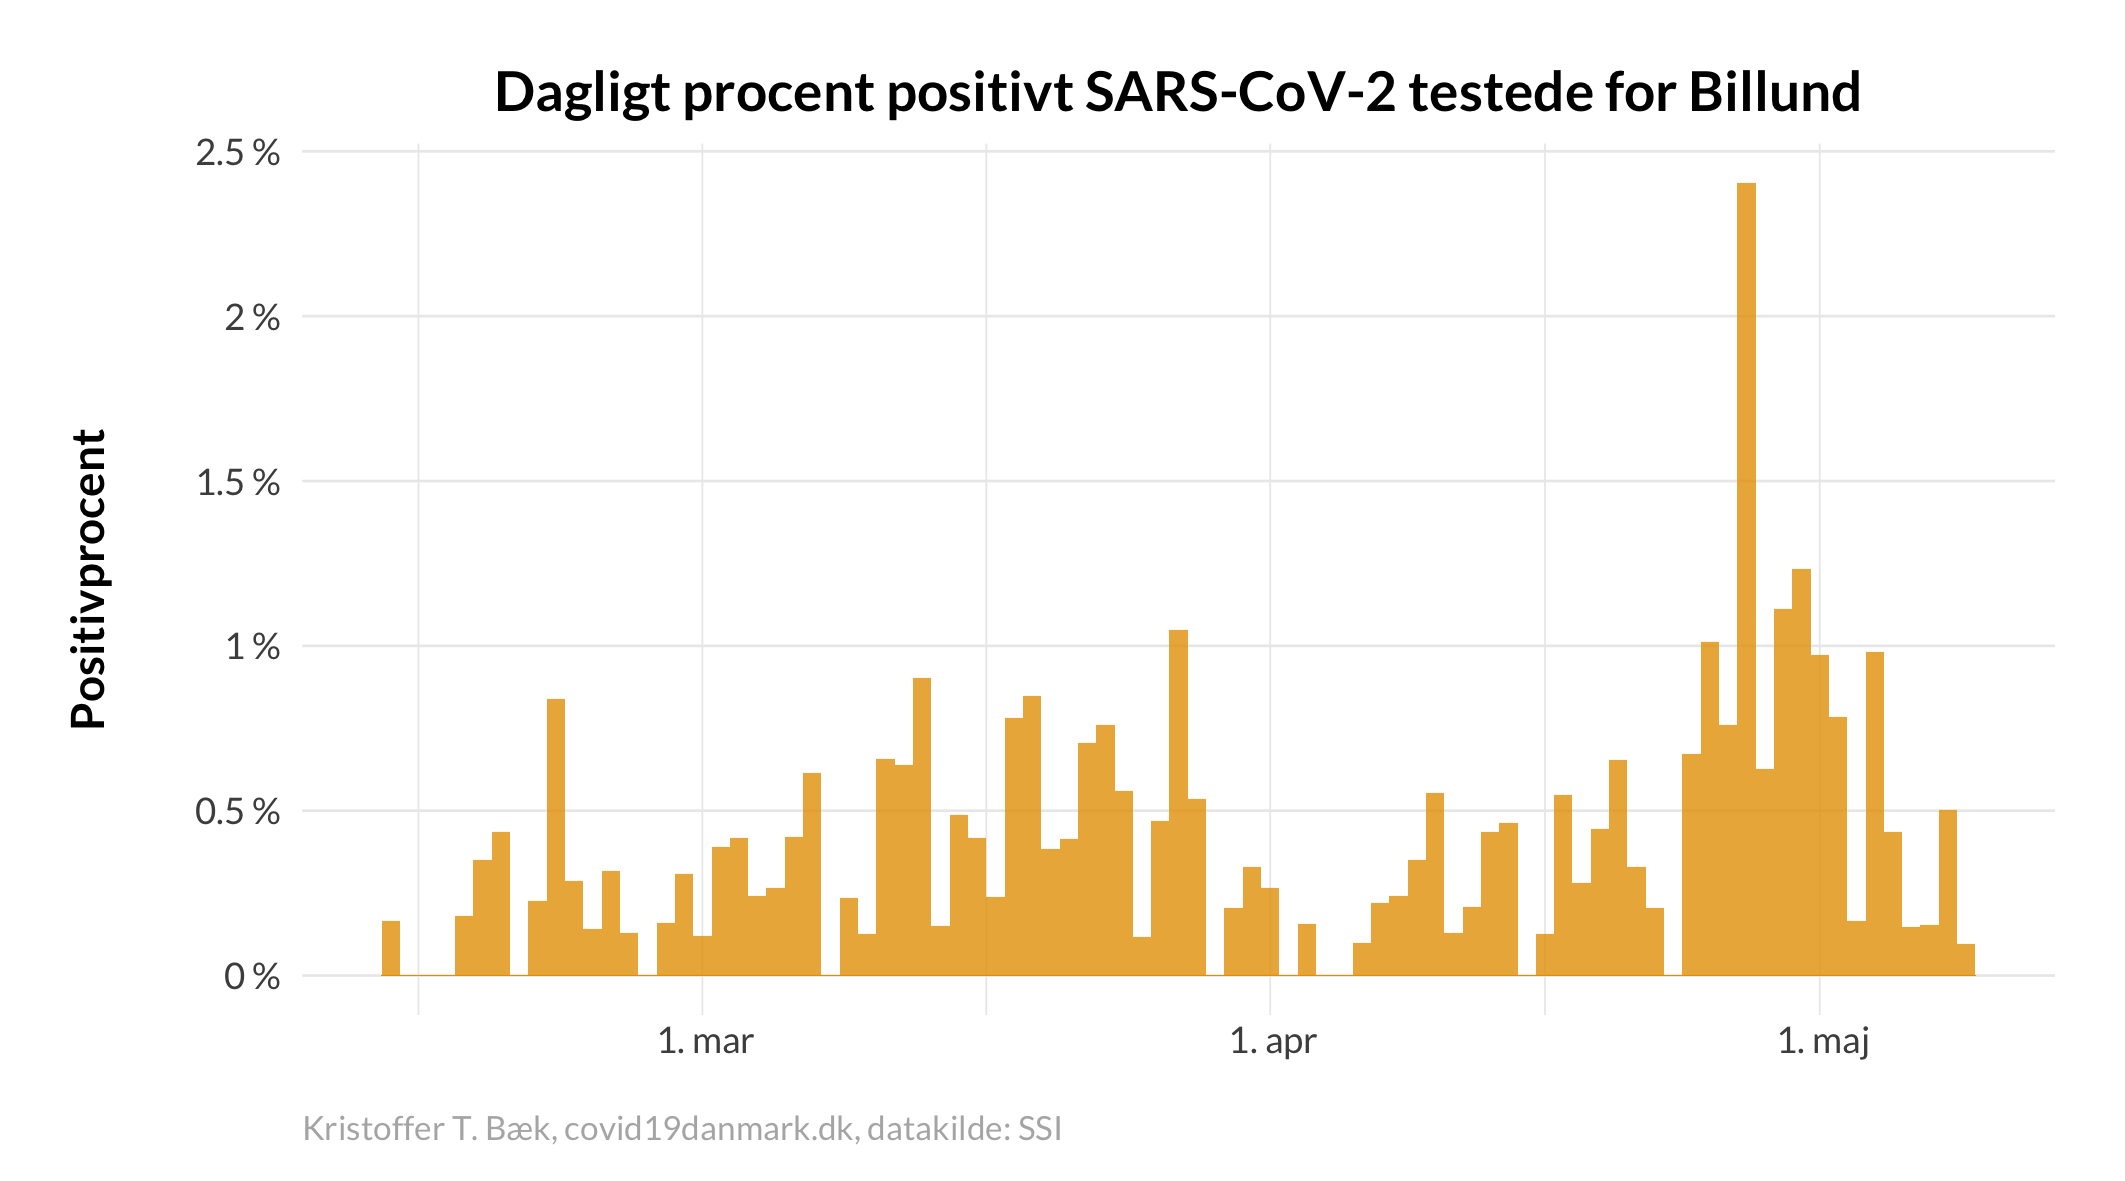 Dagligt procent positivt SARS-CoV-2 testede for Billund
Positivprocent
2.5 %
2 %
1.5 %
1 %
0.5 %
0 %
1. mar
1. apr
1. maj
Kristoffer T. Bæk, covid19danmark.dk, datakilde: SSI